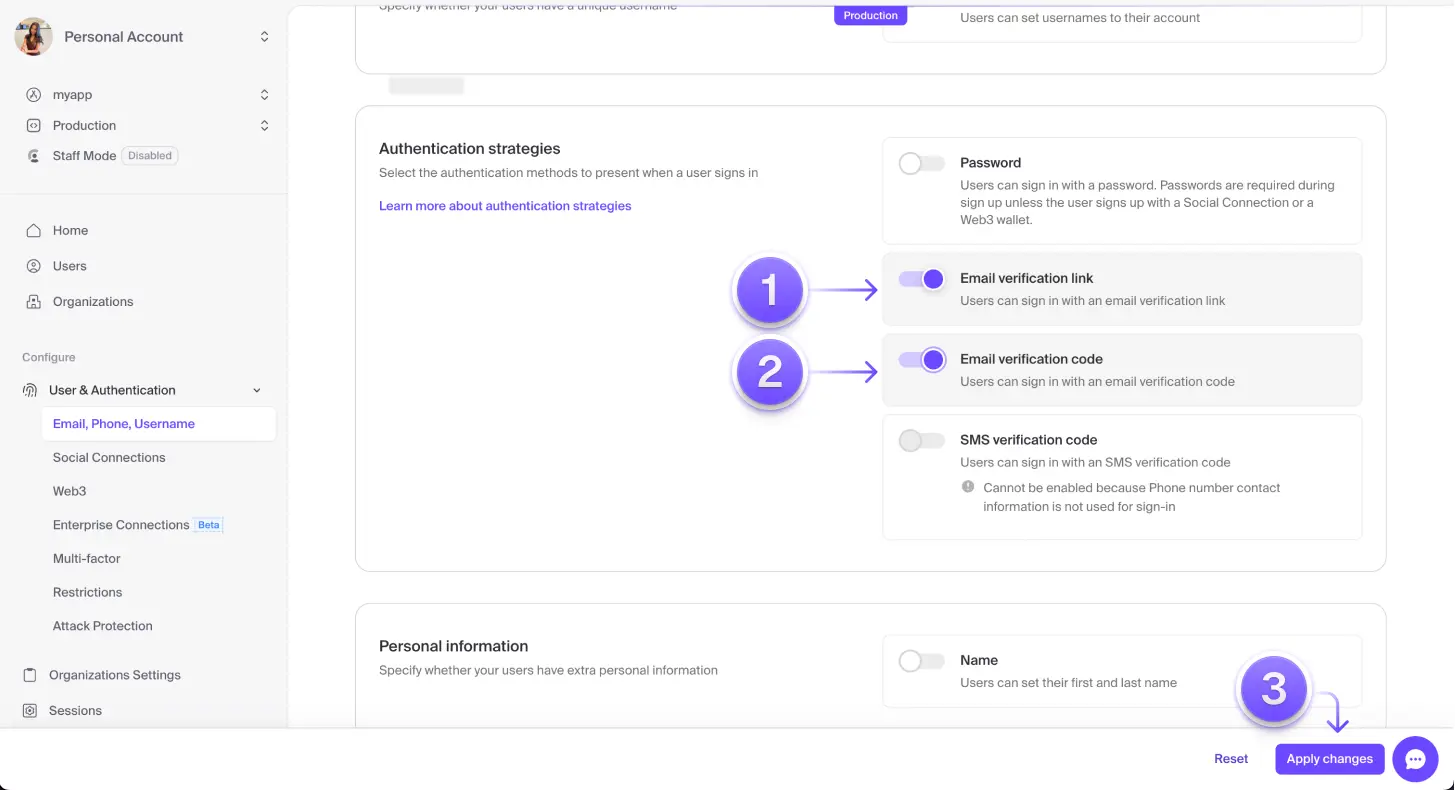 Personal Account
myapp
Production
Staff Mode Disabled
Home
Users
Organizations
Configure
User & Authentication
Email, Phone, Username
Social Connections
Web3
Enterprise Connections Beta
Multi-factor
Restrictions
Attack Protection
Organizations Settings
Sessions
Specify whether your users have a unique username
Production
Users can set usernames to their account
Authentication strategies
Select the authentication methods to present when a user signs in
Learn more about authentication strategies
Password
Users can sign in with a password. Passwords are required during
sign up unless the user signs up with a Social Connection or a
Web3 wallet.
1
Email verification link
Users can sign in with an email verification link
2
Email verification code
Users can sign in with an email verification code
SMS verification code
Users can sign in with an SMS verification code
Cannot be enabled because Phone number contact
information is not used for sign-in
Personal information
Specify whether your users have extra personal information
Name
Users can set their first and last name
3
Reset
Apply changes